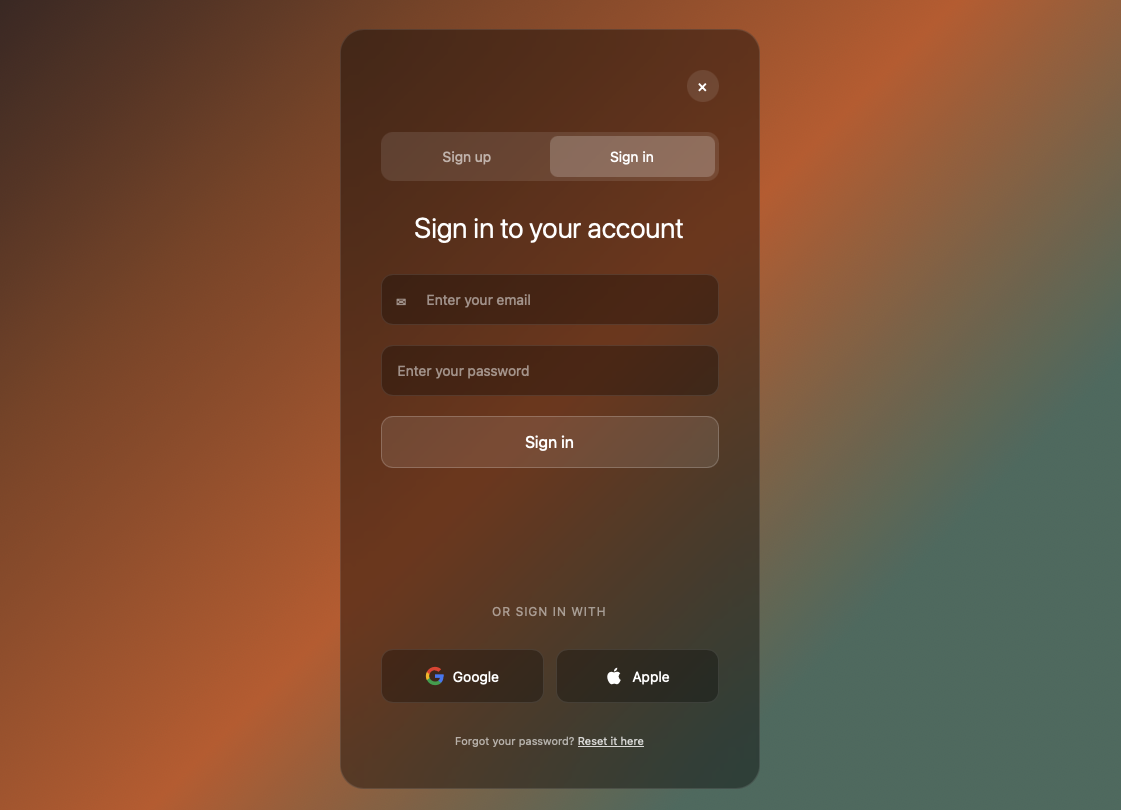 ×
Sign up Sign in
Sign in to your account
✉ Enter your email
Enter your password
Sign in
OR SIGN IN WITH
Google Apple
Forgot your password? Reset it here